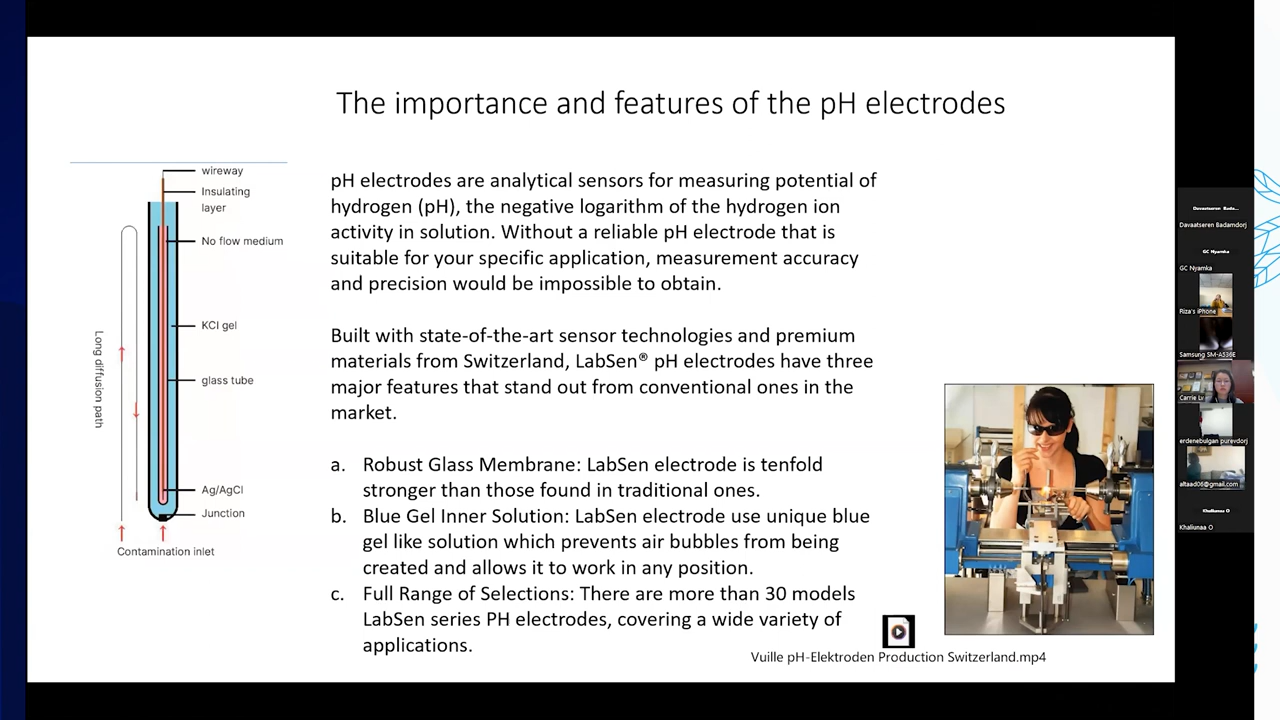 The importance and features of the pH electrodes
wireway
Insulating
layer
No flow medium
KCl gel
glass tube
Long diffusion path
Ag/AgCl
Junction
Contamination inlet
pH electrodes are analytical sensors for measuring potential of
hydrogen (pH), the negative logarithm of the hydrogen ion
activity in solution. Without a reliable pH electrode that is
suitable for your specific application, measurement accuracy
and precision would be impossible to obtain.
Built with state-of-the-art sensor technologies and premium
materials from Switzerland, LabSen® pH electrodes have three
major features that stand out from conventional ones in the
market.
a. Robust Glass Membrane: LabSen electrode is tenfold
stronger than those found in traditional ones.
b. Blue Gel Inner Solution: LabSen electrode use unique blue
gel like solution which prevents air bubbles from being
created and allows it to work in any position.
c. Full Range of Selections: There are more than 30 models
LabSen series PH electrodes, covering a wide variety of
applications.
Vuille pH-Elektroden Production Switzerland.mp4
Davaatseren Bada...
Davaatseren Badamdorj
GC Nyamka
GC Nyamka
Riza's iPhone
Samsung SM-A536E
Carrie Lv
erdenebulgan purevdorj
altaad06@gmail.com
Khaliunaa O
Khaliunaa O